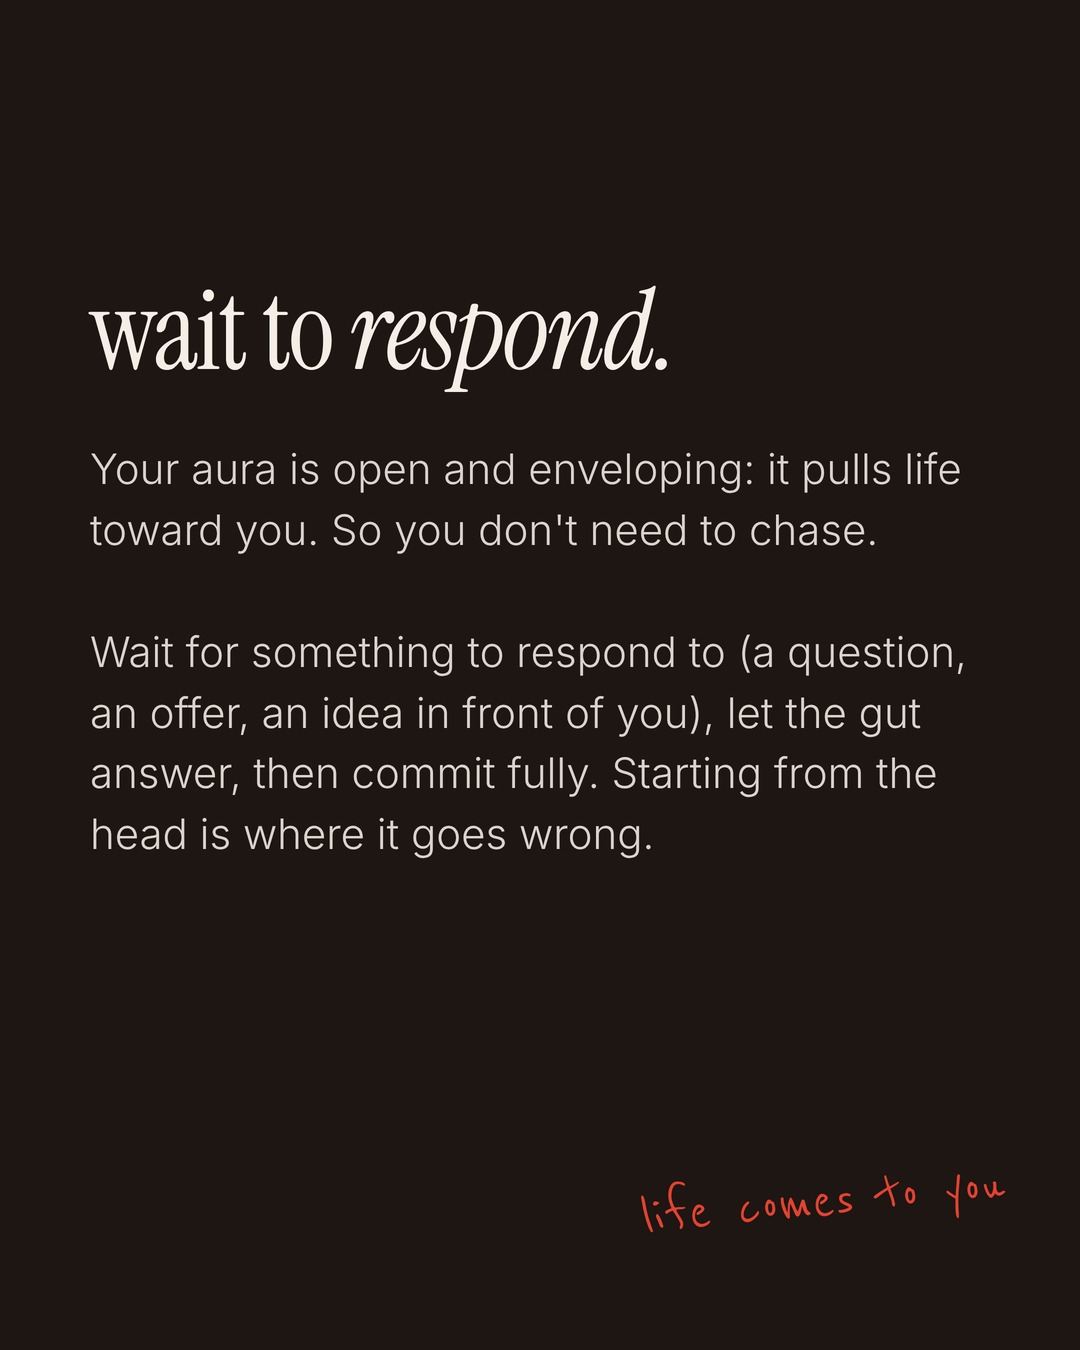 wait to respond.
Your aura is open and enveloping: it pulls life
toward you. So you don't need to chase.
Wait for something to respond to (a question,
an offer, an idea in front of you), let the gut
answer, then commit fully. Starting from the
head is where it goes wrong.
life comes to you